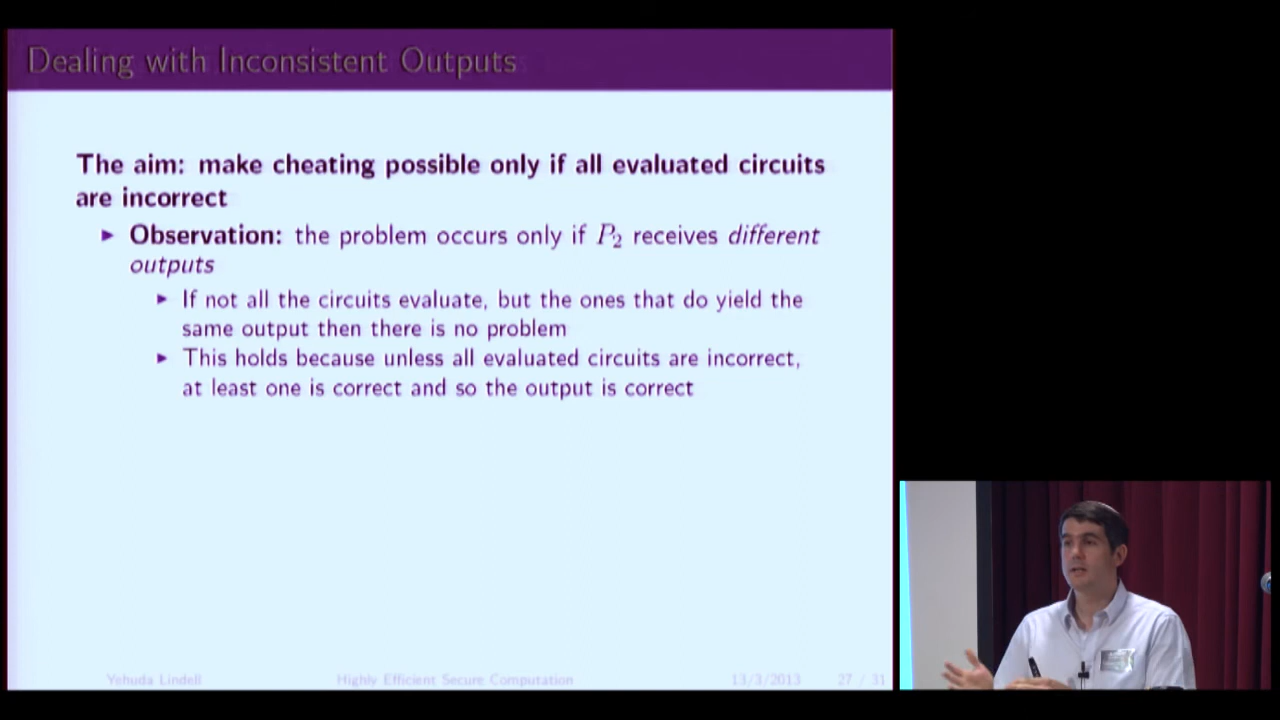 Dealing with Inconsistent Outputs
The aim: make cheating possible only if all evaluated circuits
are incorrect
▶ Observation: the problem occurs only if P₂ receives different
outputs
▶ If not all the circuits evaluate, but the ones that do yield the
same output then there is no problem
▶ This holds because unless all evaluated circuits are incorrect,
at least one is correct and so the output is correct
Yehuda Lindell Highly Efficient Secure Computation 13/3/2013 27 / 31